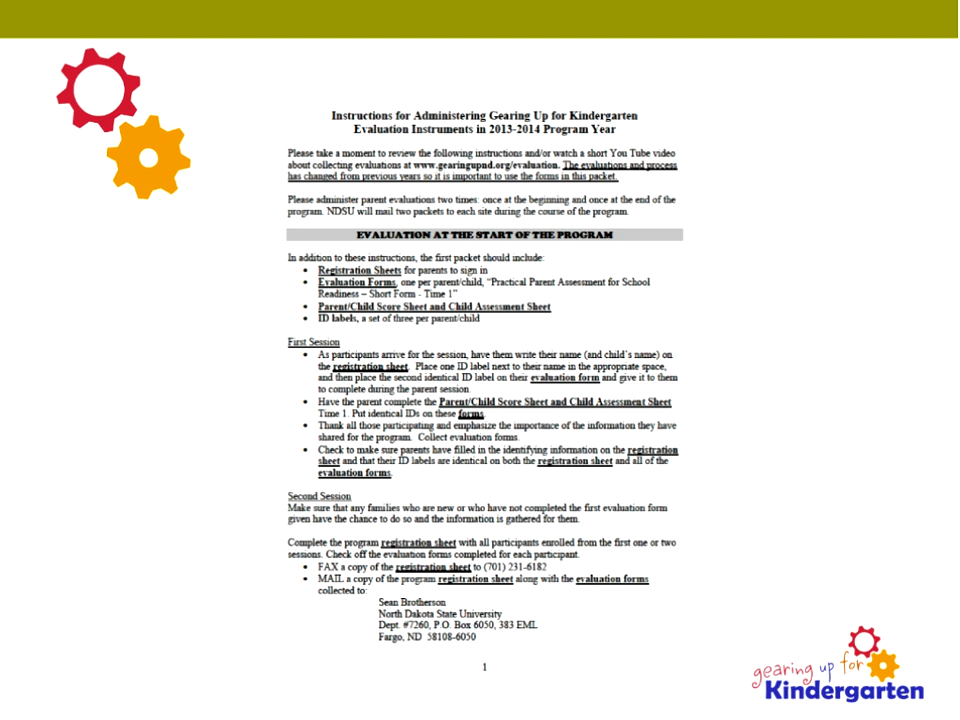 Instructions for Administering Gearing Up for Kindergarten
Evaluation Instruments in 2013-2014 Program Year
Please take a moment to review the following instructions and/or watch a short You Tube video
about collecting evaluations at www.gearingupnd.org/evaluation. The evaluations and process
has changed from previous years so it is important to use the forms in this packet.
Please administer parent evaluations two times: once at the beginning and once at the end of the
program. NDSU will mail two packets to each site during the course of the program.
EVALUATION AT THE START OF THE PROGRAM
In addition to these instructions, the first packet should include:
• Registration Sheets for parents to sign in
• Evaluation Forms, one per parent/child, “Practical Parent Assessment for School
Readiness – Short Form - Time 1”
• Parent/Child Score Sheet and Child Assessment Sheet
• ID labels, a set of three per parent/child
First Session
• As participants arrive for the session, have them write their name (and child’s name) on
the registration sheet. Place one ID label next to their name in the appropriate space,
and then place the second identical ID label on their evaluation form and give it to them
to complete during the parent session.
• Have the parent complete the Parent/Child Score Sheet and Child Assessment Sheet
Time 1. Put identical IDs on these forms.
• Thank all those participating and emphasize the importance of the information they have
shared for the program. Collect evaluation forms.
• Check to make sure parents have filled in the identifying information on the registration
sheet and that their ID labels are identical on both the registration sheet and all of the
evaluation forms.
Second Session
Make sure that any families who are new or who have not completed the first evaluation form
given have the chance to do so and the information is gathered for them.
Complete the program registration sheet with all participants enrolled from the first one or two
sessions. Check off the evaluation forms completed for each participant.
• FAX a copy of the registration sheet to (701) 231-6182
• MAIL a copy of the program registration sheet along with the evaluation forms
collected to:
Sean Brotherson
North Dakota State University
Dept. #7260, P.O. Box 6050, 383 EML
Fargo, ND 58108-6050
1
gearing up for
Kindergarten